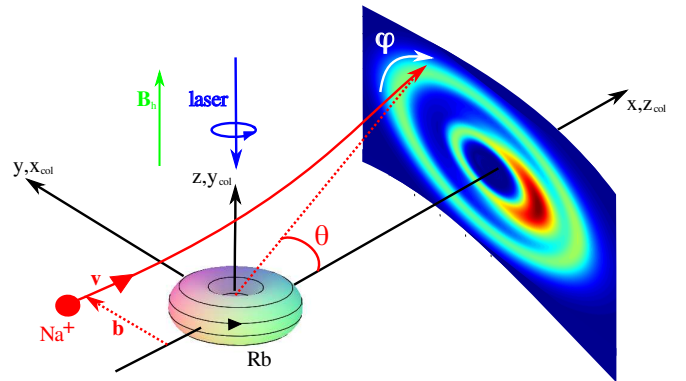 φ
B_h
laser
x,z_col
y,x_col
z,y_col
θ
v
b
Na⁺
Rb